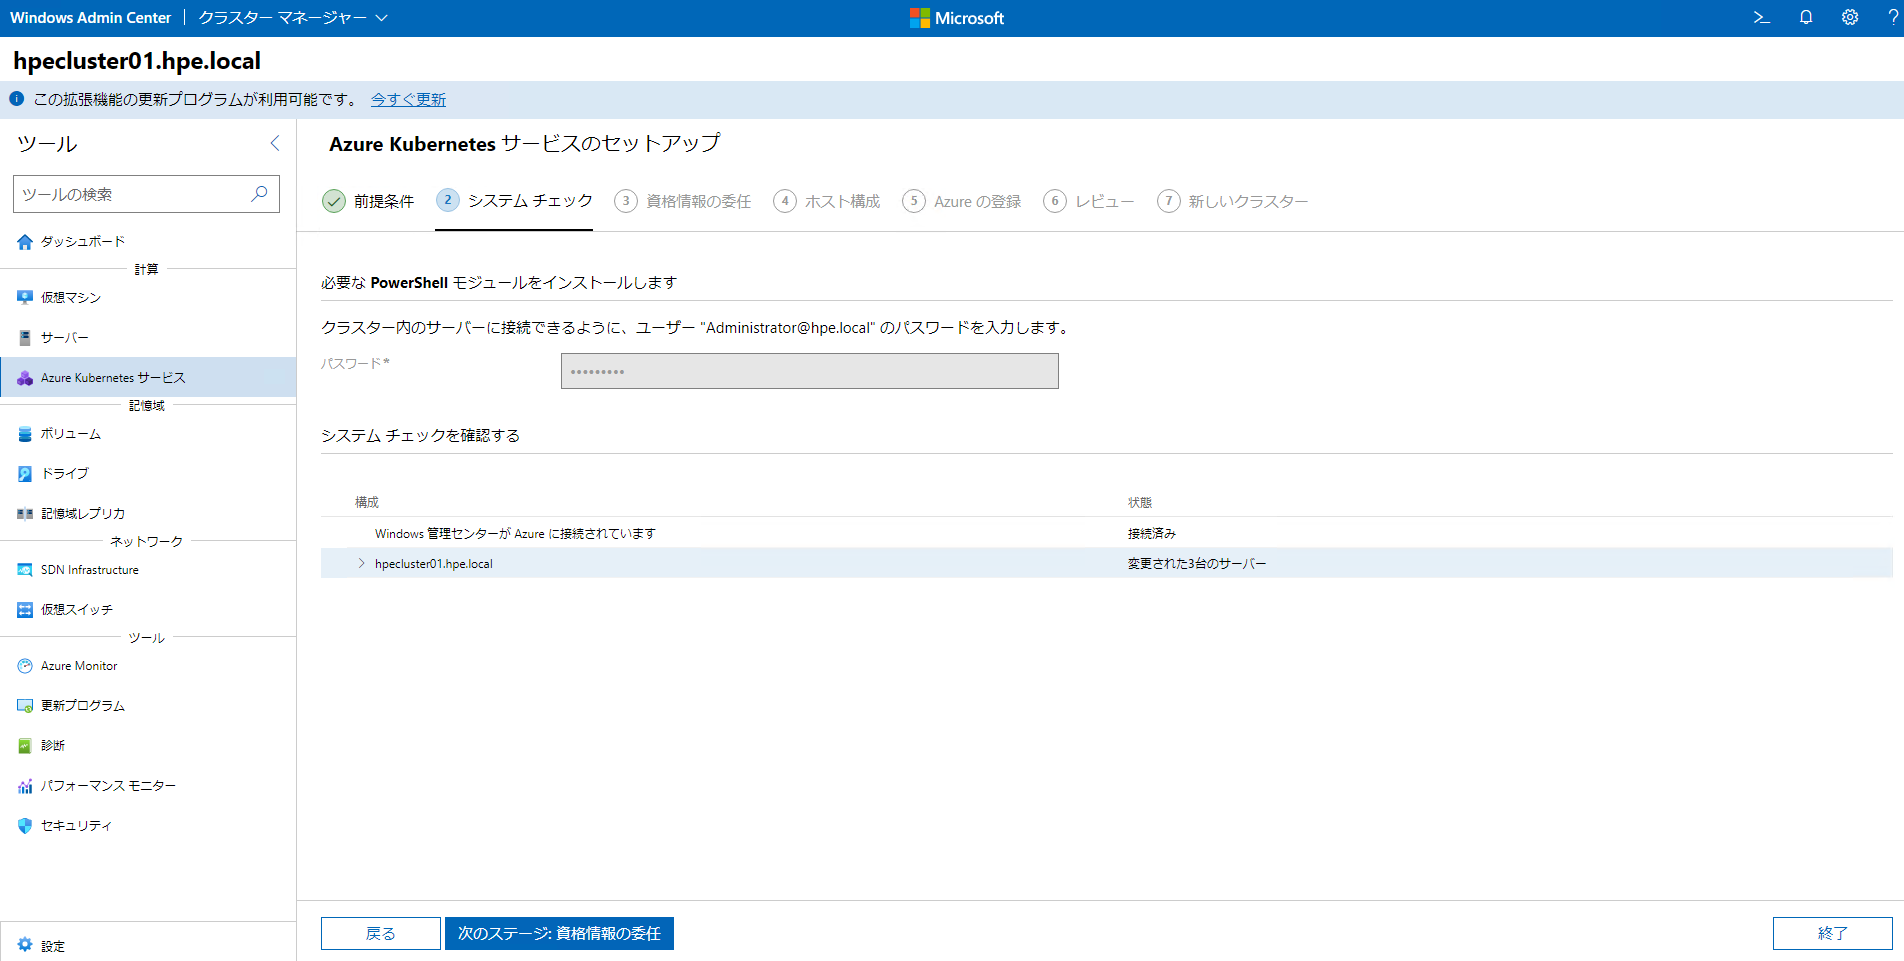 Windows Admin Center | クラスター マネージャー
Microsoft
?
hpecluster01.hpe.local
この拡張機能の更新プログラムが利用可能です。 今すぐ更新
ツール
ツールの検索
ダッシュボード
計算
仮想マシン
サーバー
Azure Kubernetes サービス
記憶域
ボリューム
ドライブ
記憶域レプリカ
ネットワーク
SDN Infrastructure
仮想スイッチ
ツール
Azure Monitor
更新プログラム
診断
パフォーマンス モニター
セキュリティ
設定
Azure Kubernetes サービスのセットアップ
前提条件
2 システム チェック
3 資格情報の委任
4 ホスト構成
5 Azure の登録
6 レビュー
7 新しいクラスター
必要な PowerShell モジュールをインストールします
クラスター内のサーバーに接続できるように、ユーザー "Administrator@hpe.local" のパスワードを入力します。
パスワード*
•••••••••
システム チェックを確認する
構成 状態
Windows 管理センターが Azure に接続されています 接続済み
hpecluster01.hpe.local 変更された3台のサーバー
戻る
次のステージ: 資格情報の委任
終了